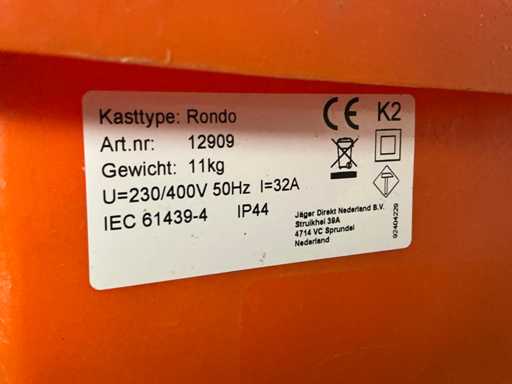 Kasttype: Rondo
Art.nr: 12909
Gewicht: 11kg
U=230/400V 50Hz I=32A
IEC 61439-4 IP44
CE K2
Jäger Direkt Nederland B.V.
Struikhei 39A
4714 VC Sprundel
Nederland
92404229